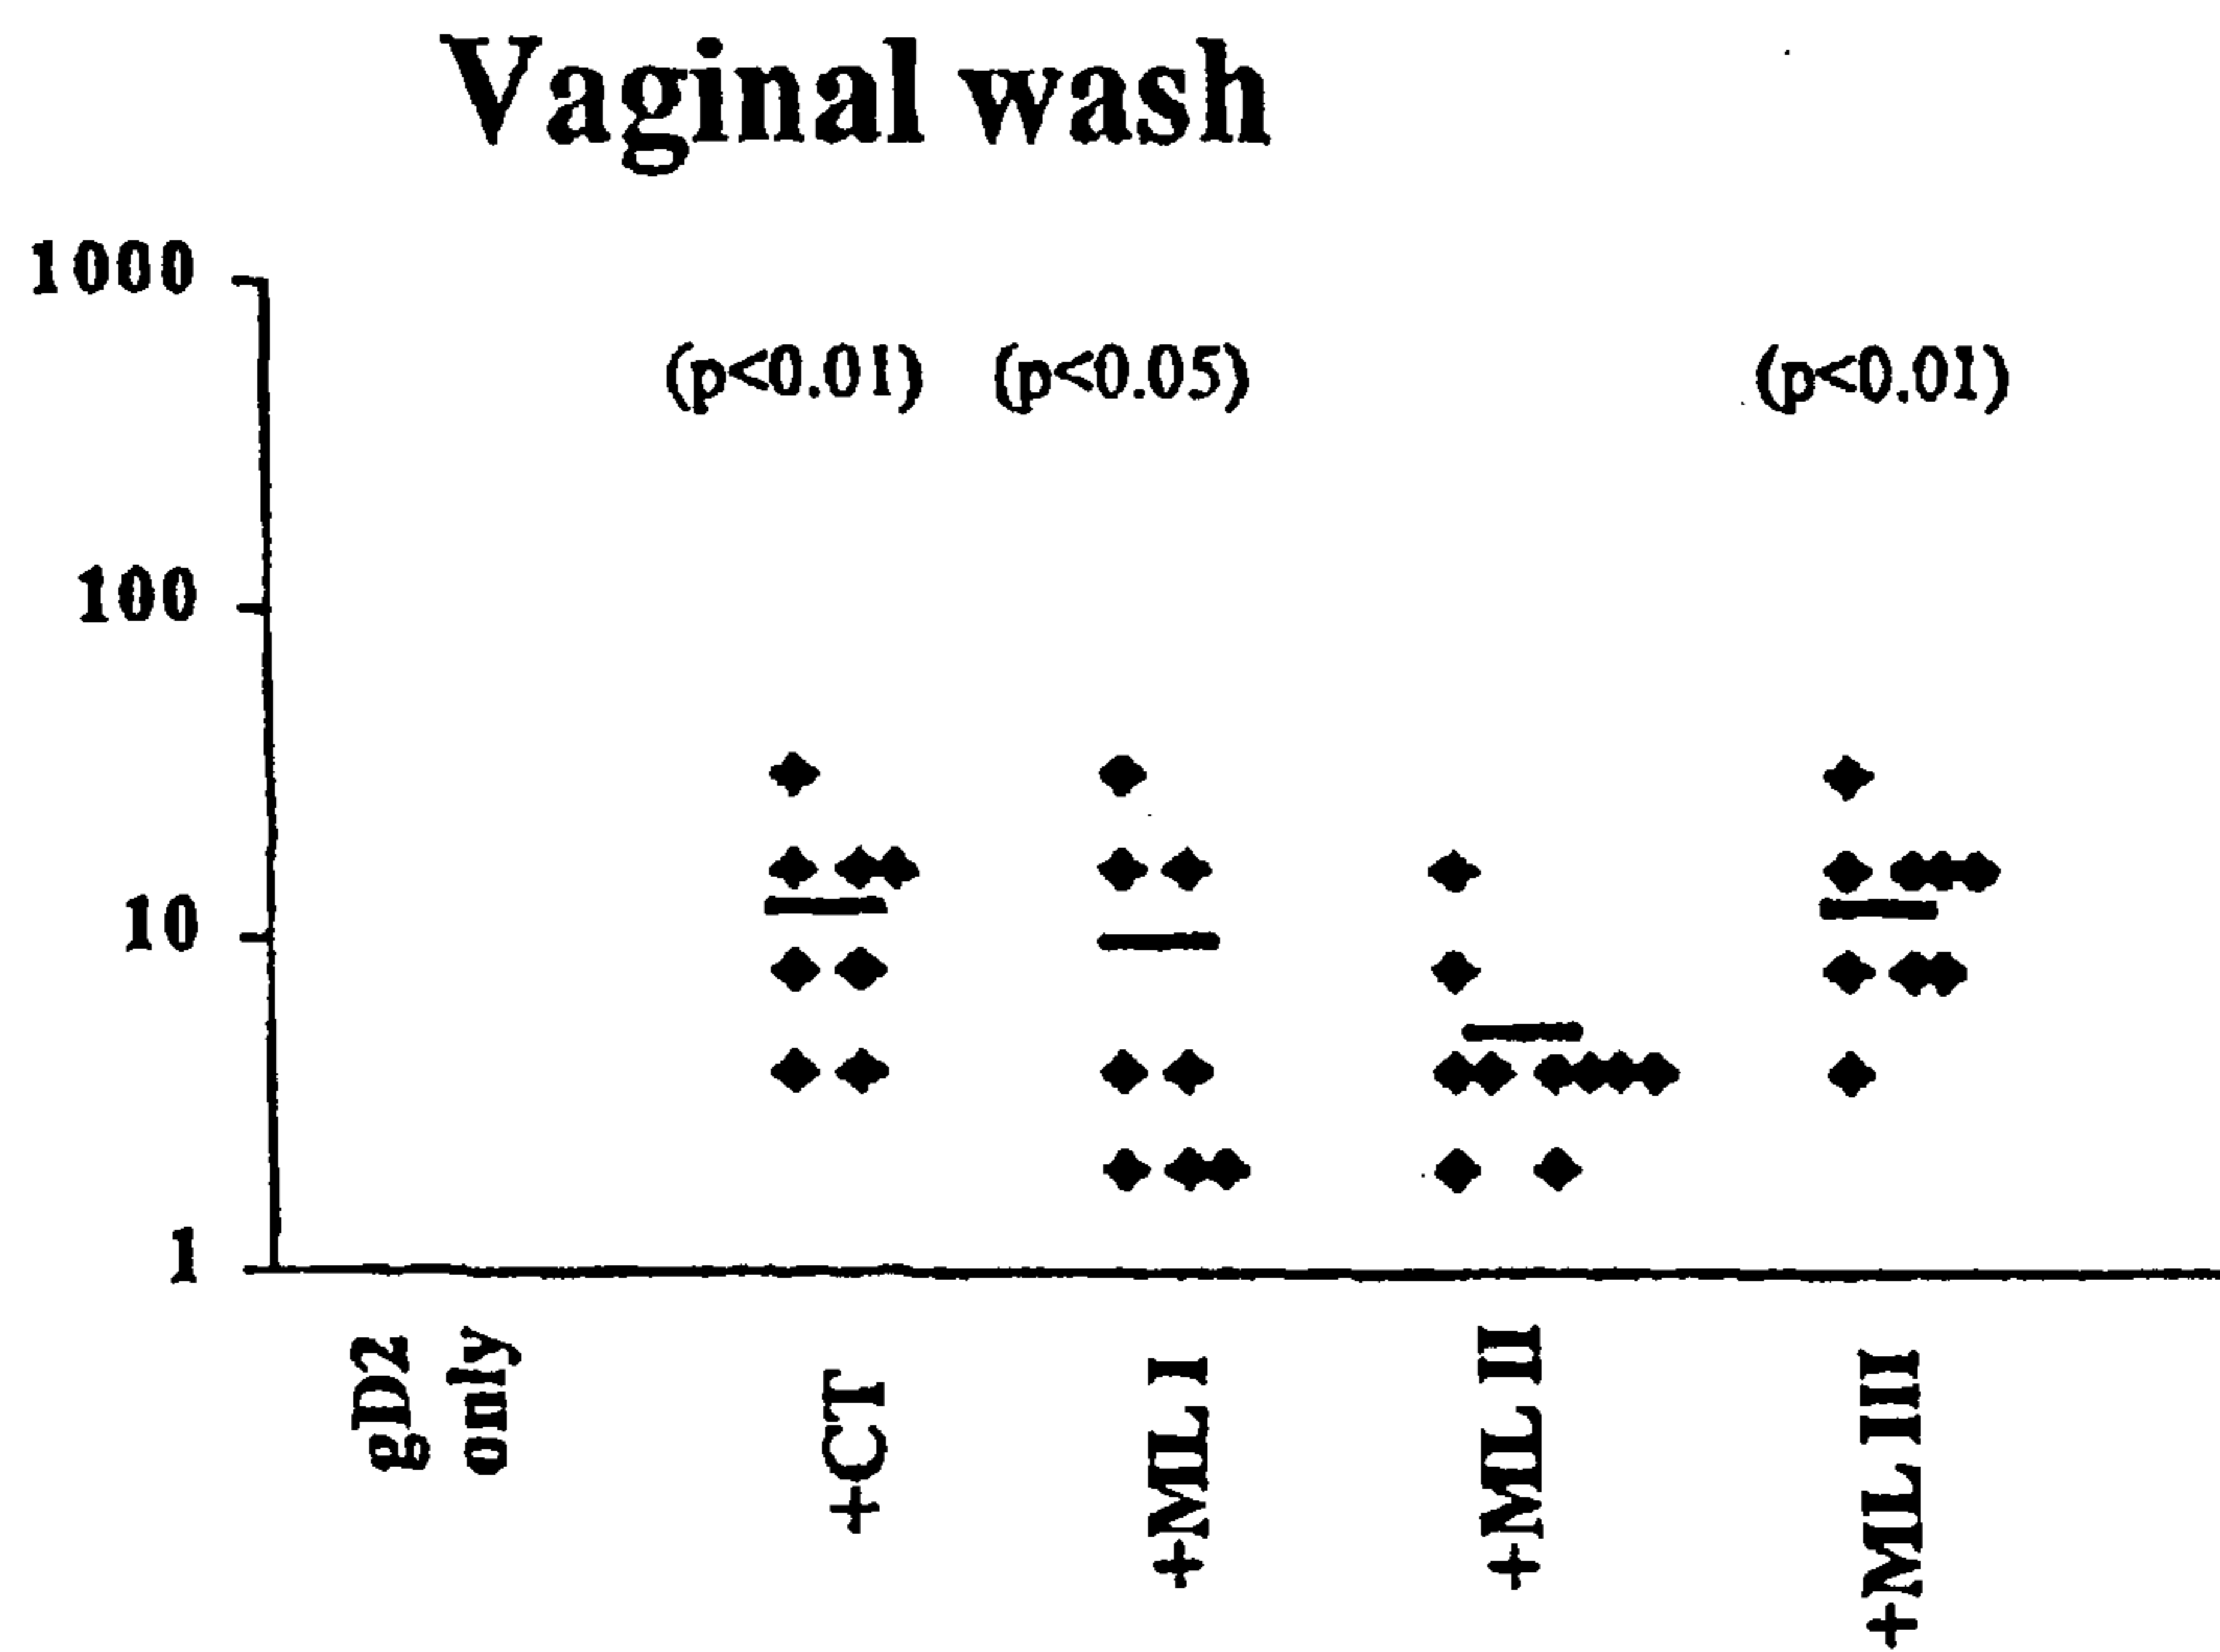 Vaginal wash
1000
(p<0.01) (p<0.05) (p<0.01)
100
10
1
gD2
only
+CT
+ML I
+ML II
+ML III